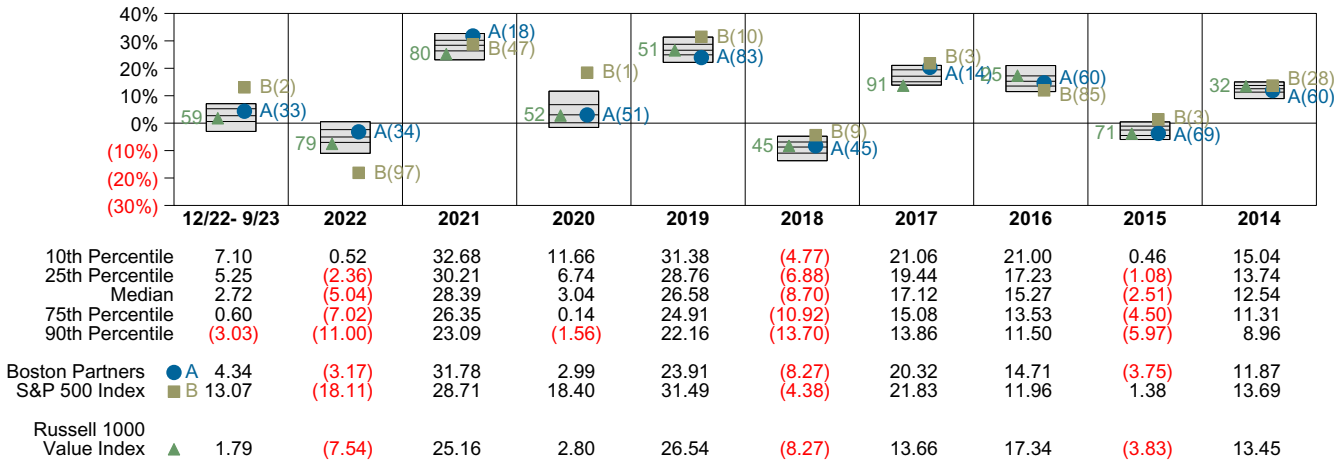 40%
30%
20%
10%
0%
(10%)
(20%)
(30%)
59
B(2)
A(33)
79
A(34)
B(97)
80
A(18)
B(47)
52
B(1)
A(51)
51
B(10)
A(83)
45
B(9)
A(45)
91
B(3)
A(14)
25
A(60)
B(85)
71
B(3)
A(69)
32
B(28)
A(60)
12/22- 9/23 2022 2021 2020 2019 2018 2017 2016 2015 2014
10th Percentile 7.10 0.52 32.68 11.66 31.38 (4.77) 21.06 21.00 0.46 15.04
25th Percentile 5.25 (2.36) 30.21 6.74 28.76 (6.88) 19.44 17.23 (1.08) 13.74
Median 2.72 (5.04) 28.39 3.04 26.58 (8.70) 17.12 15.27 (2.51) 12.54
75th Percentile 0.60 (7.02) 26.35 0.14 24.91 (10.92) 15.08 13.53 (4.50) 11.31
90th Percentile (3.03) (11.00) 23.09 (1.56) 22.16 (13.70) 13.86 11.50 (5.97) 8.96
Boston Partners A 4.34 (3.17) 31.78 2.99 23.91 (8.27) 20.32 14.71 (3.75) 11.87
S&P 500 Index B 13.07 (18.11) 28.71 18.40 31.49 (4.38) 21.83 11.96 1.38 13.69
Russell 1000
Value Index 1.79 (7.54) 25.16 2.80 26.54 (8.27) 13.66 17.34 (3.83) 13.45